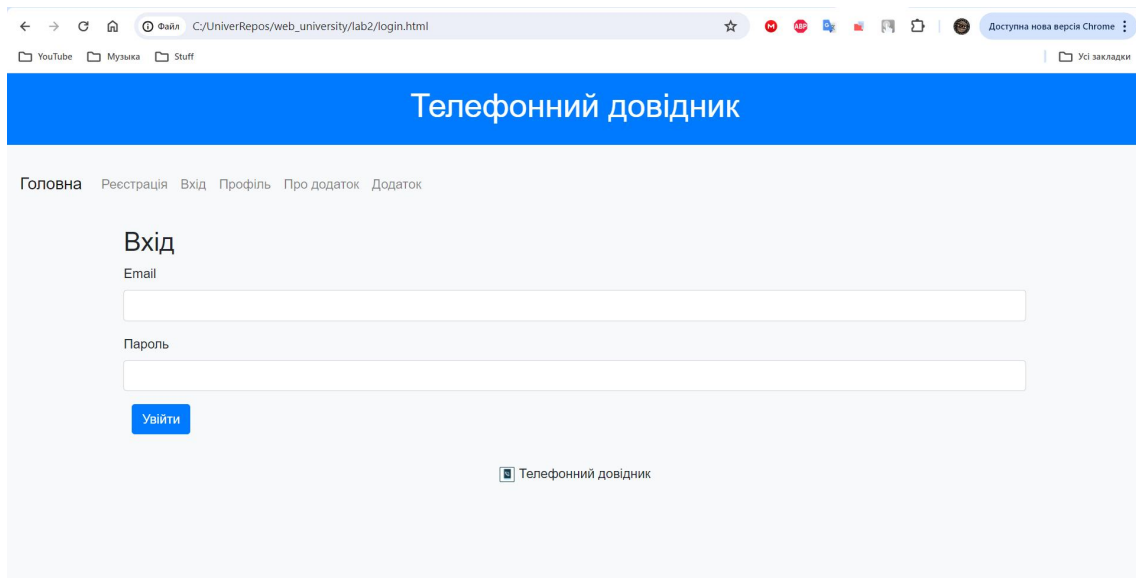 Файл C:/UniverRepos/web_university/lab2/login.html ABP Доступна нова версія Chrome
YouTube Музыка Stuff Усі закладки
Телефонний довідник
Головна Реєстрація Вхід Профіль Про додаток Додаток
Вхід
Email
Пароль
Увійти
Телефонний довідник